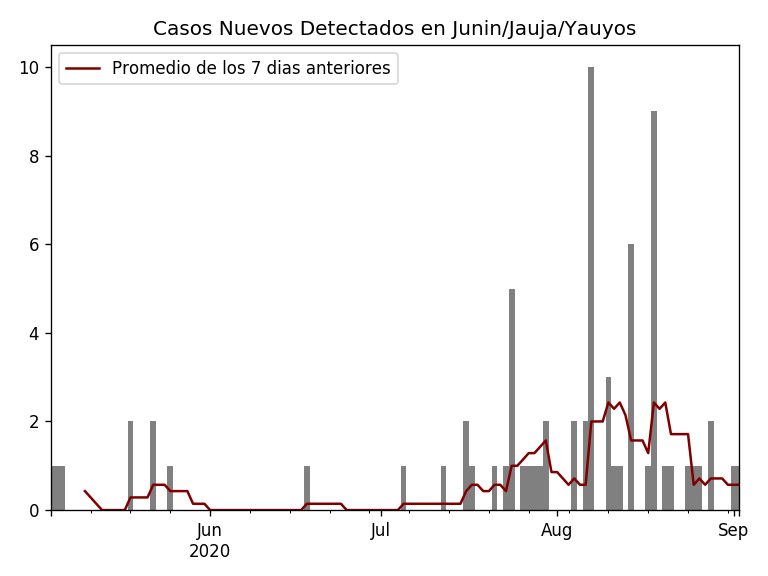 Casos Nuevos Detectados en Junin/Jauja/Yauyos
Promedio de los 7 dias anteriores
10
8
6
4
2
0
Jun
2020
Jul
Aug
Sep